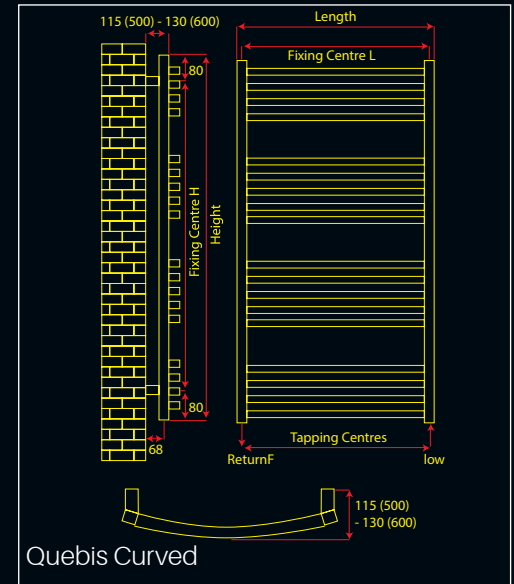 115 (500) - 130 (600)
Length
Fixing Centre L
80
Fixing Centre H
Height
80
68
Tapping Centres
ReturnF
low
115 (500)
- 130 (600)
Quebis Curved